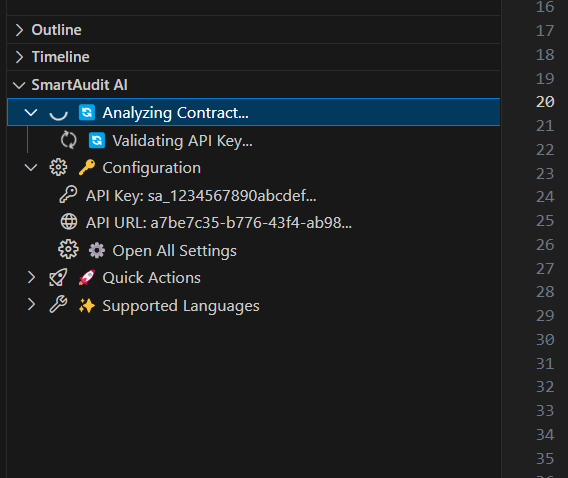 Outline
Timeline
SmartAudit AI
Analyzing Contract...
Validating API Key...
Configuration
API Key: sa_1234567890abcdef...
API URL: a7be7c35-b776-43f4-ab98...
Open All Settings
Quick Actions
Supported Languages
16
17
18
19
20
21
22
23
24
25
26
27
28
29
30
31
32
33
34
35